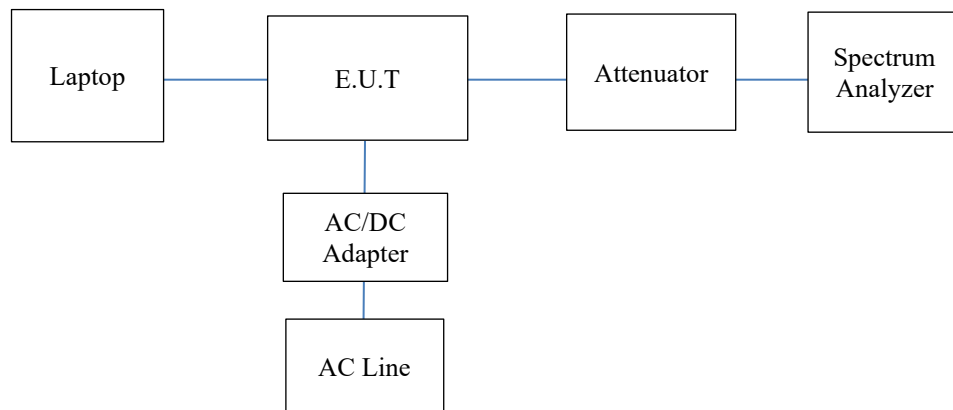 Laptop
E.U.T
Attenuator
Spectrum
Analyzer
AC/DC
Adapter
AC Line